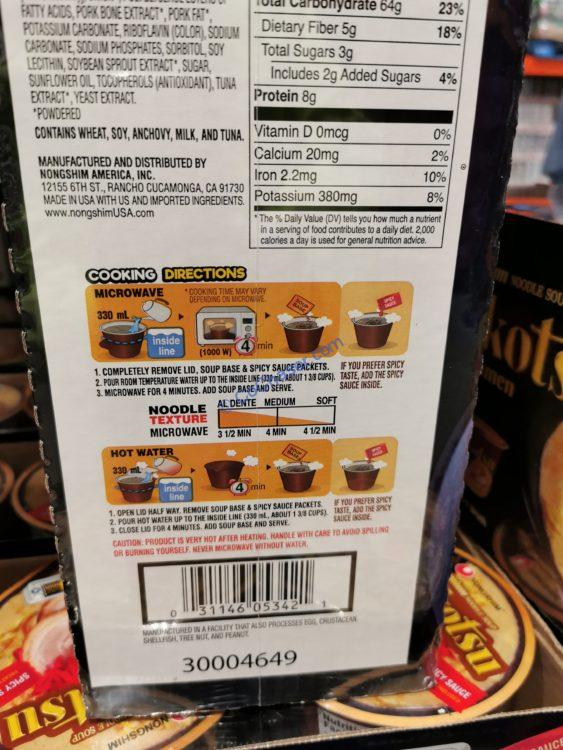 FATTY ACIDS, PORK BONE EXTRACT*, PORK FAT*,
POTASSIUM CARBONATE, RIBOFLAVIN (COLOR), SODIUM
CARBONATE, SODIUM PHOSPHATES, SORBITOL, SOY
LECITHIN, SOYBEAN SPROUT EXTRACT*, SUGAR,
SUNFLOWER OIL, TOCOPHEROLS (ANTIOXIDANT), TUNA
EXTRACT*, YEAST EXTRACT.
*POWDERED
CONTAINS WHEAT, SOY, ANCHOVY, MILK, AND TUNA.
MANUFACTURED AND DISTRIBUTED BY
NONGSHIM AMERICA, INC.
12155 6TH ST., RANCHO CUCAMONGA, CA 91730
MADE IN USA WITH US AND IMPORTED INGREDIENTS.
www.nongshimUSA.com
Total Carbohydrate 64g 23%
Dietary Fiber 5g 18%
Total Sugars 3g
Includes 2g Added Sugars 4%
Protein 8g
Vitamin D 0mcg 0%
Calcium 20mg 2%
Iron 2.2mg 10%
Potassium 380mg 8%
*The % Daily Value (DV) tells you how much a nutrient
in a serving of food contributes to a daily diet. 2,000
calories a day is used for general nutrition advice.
COOKING DIRECTIONS
MICROWAVE
*COOKING TIME MAY VARY
DEPENDING ON MICROWAVE.
330 mL
inside
line
(1000 W)
4 min
SOUP
BASE
SPICY
SAUCE
1. COMPLETELY REMOVE LID, SOUP BASE & SPICY SAUCE PACKETS.
2. POUR ROOM TEMPERATURE WATER UP TO THE INSIDE LINE (330 mL, ABOUT 1 3/8 CUPS).
3. MICROWAVE FOR 4 MINUTES. ADD SOUP BASE AND SERVE.
IF YOU PREFER SPICY
TASTE, ADD THE SPICY
SAUCE INSIDE.
NOODLE
TEXTURE
MICROWAVE
AL DENTE MEDIUM SOFT
3 1/2 MIN 4 MIN 4 1/2 MIN
HOT WATER
330 mL
inside
line
4 min
SOUP
BASE
SPICY
SAUCE
1. OPEN LID HALF WAY. REMOVE SOUP BASE & SPICY SAUCE PACKETS.
2. POUR HOT WATER UP TO THE INSIDE LINE (330 mL, ABOUT 1 3/8 CUPS).
3. CLOSE LID FOR 4 MINUTES. ADD SOUP BASE AND SERVE.
IF YOU PREFER SPICY
TASTE, ADD THE SPICY
SAUCE INSIDE.
CAUTION: PRODUCT IS VERY HOT AFTER HEATING. HANDLE WITH CARE TO AVOID SPILLING
OR BURNING YOURSELF. NEVER MICROWAVE WITHOUT WATER.
0 31146 05342 1
MANUFACTURED IN A FACILITY THAT ALSO PROCESSES EGG, CRUSTACEAN
SHELLFISH, TREE NUT, AND PEANUT.
30004649
NONGSHIM